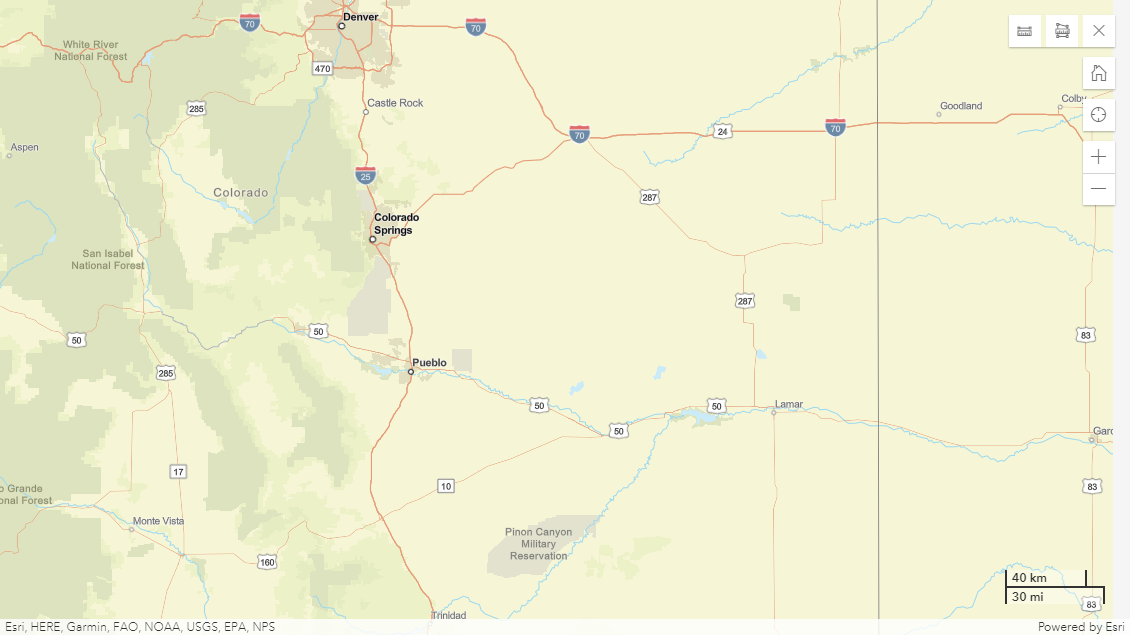 Denver
70
70
White River
National Forest
470
Castle Rock
285
Goodland
Colby
70
24
70
Aspen
25
Colorado
287
Colorado
Springs
San Isabel
National Forest
287
50
50
83
Pueblo
285
50
50
Lamar
50
Gard
17
10
83
o Grande
onal Forest
Monte Vista
Pinon Canyon
Military
Reservation
160
40 km
30 mi
83
Trinidad
Esri, HERE, Garmin, FAO, NOAA, USGS, EPA, NPS
Powered by Esri